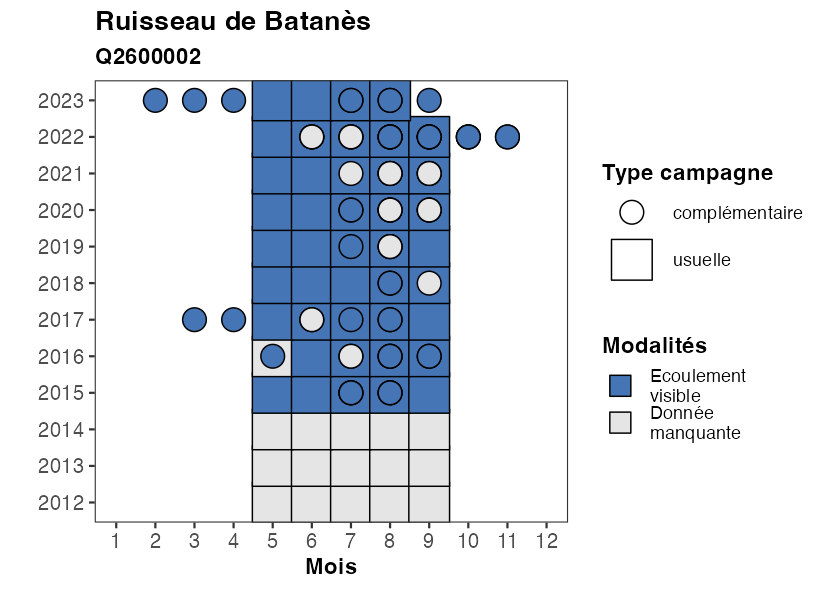 Ruisseau de Batanès
Q2600002
2023
2022
2021
2020
2019
2018
2017
2016
2015
2014
2013
2012
1 2 3 4 5 6 7 8 9 10 11 12
Mois
Type campagne
complémentaire
usuelle
Modalités
Ecoulement
visible
Donnée
manquante